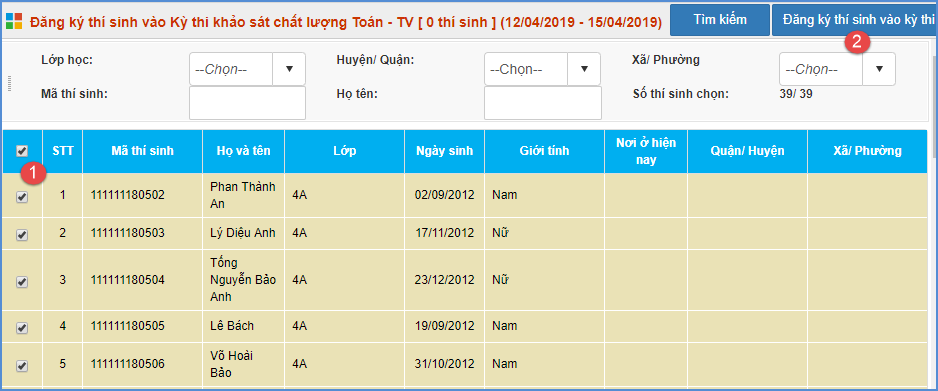 Đăng ký thí sinh vào Kỳ thi khảo sát chất lượng Toán - TV [ 0 thí sinh ] (12/04/2019 - 15/04/2019)
Tìm kiếm
Đăng ký thí sinh vào kỳ thi
2
Lớp học: --Chọn-- Huyện/ Quận: --Chọn-- Xã/ Phường --Chọn--
Mã thí sinh: Họ tên: Số thí sinh chọn: 39/ 39
STT Mã thí sinh Họ và tên Lớp Ngày sinh Giới tính Nơi ở hiện nay Quận/ Huyện Xã/ Phường
1
1 111111180502 Phan Thành An 4A 02/09/2012 Nam
2 111111180503 Lý Diệu Anh 4A 17/11/2012 Nữ
3 111111180504 Tống Nguyễn Bảo Anh 4A 23/12/2012 Nữ
4 111111180505 Lê Bách 4A 19/09/2012 Nam
5 111111180506 Võ Hoài Bảo 4A 31/10/2012 Nam